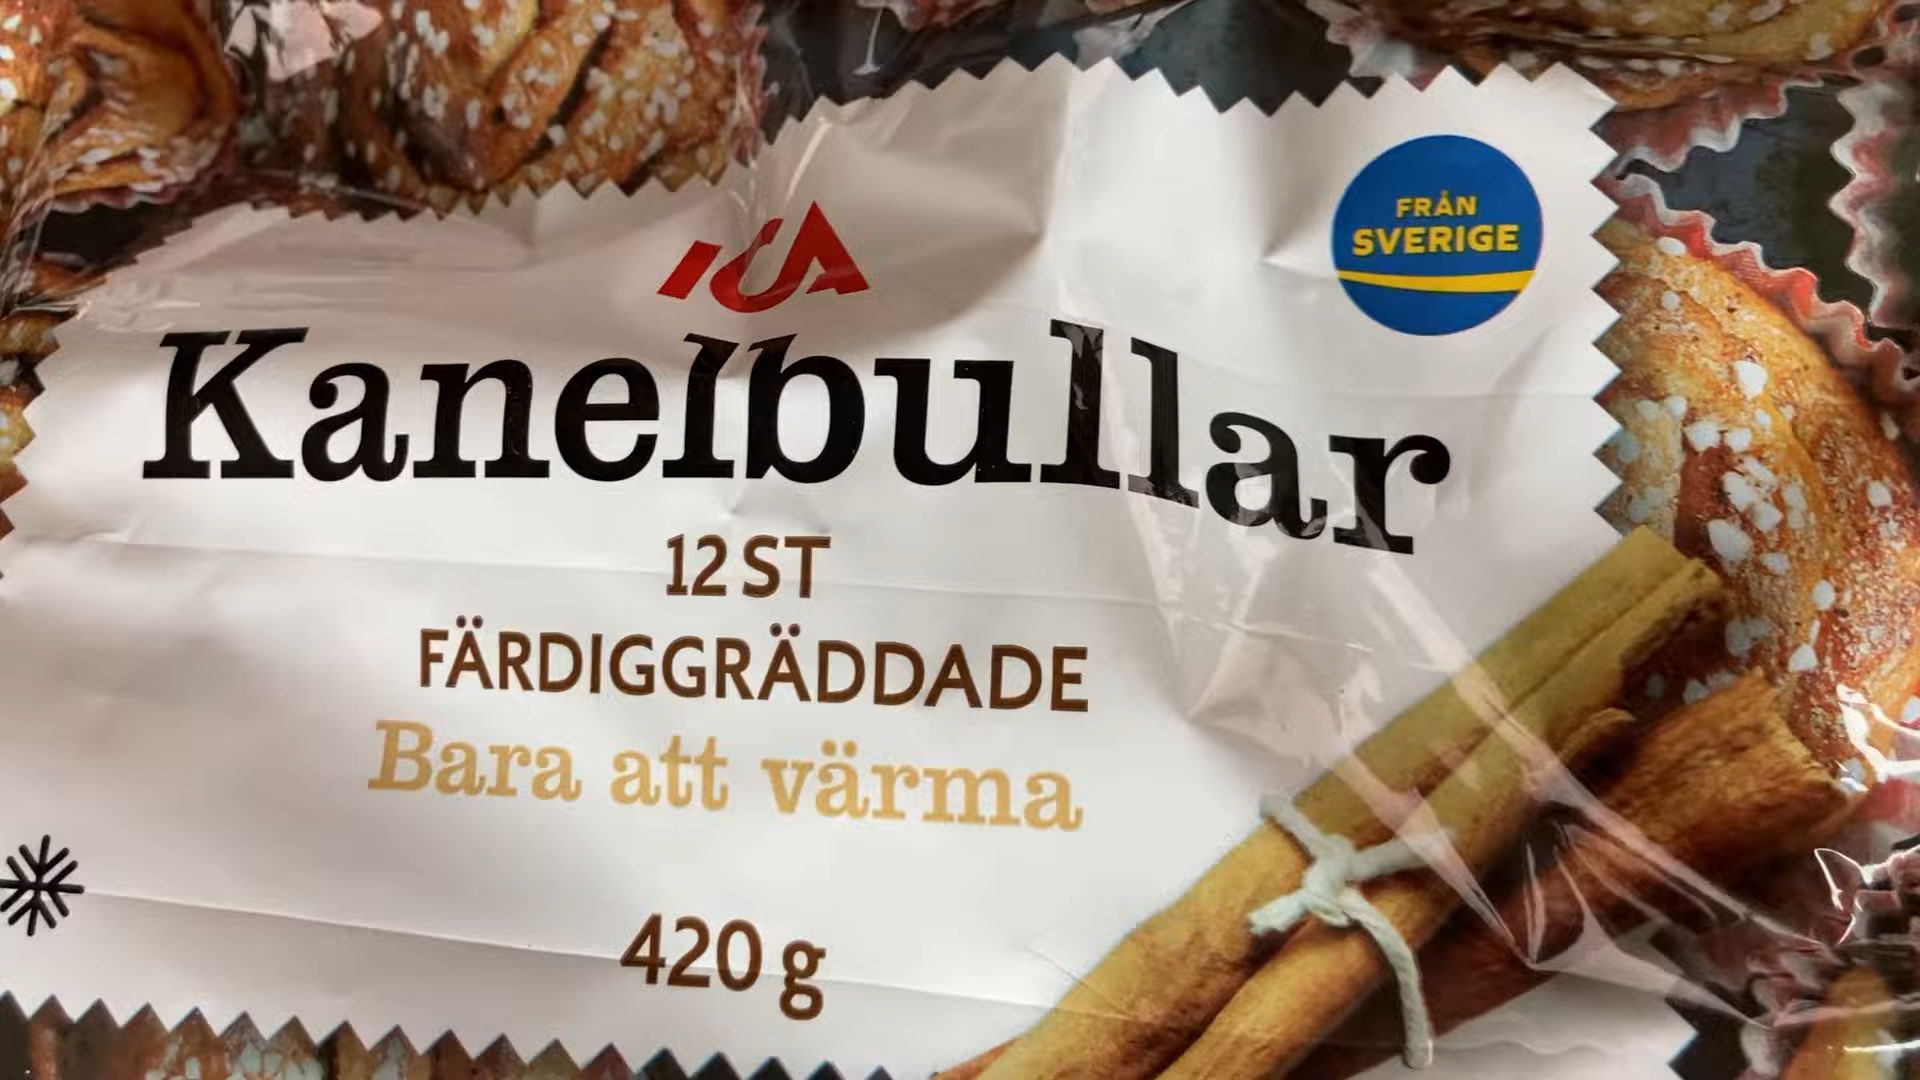 FRÅN
SVERIGE
ICA
Kanelbullar
12 ST
FÄRDIGGRÄDDADE
Bara att värma
420 g